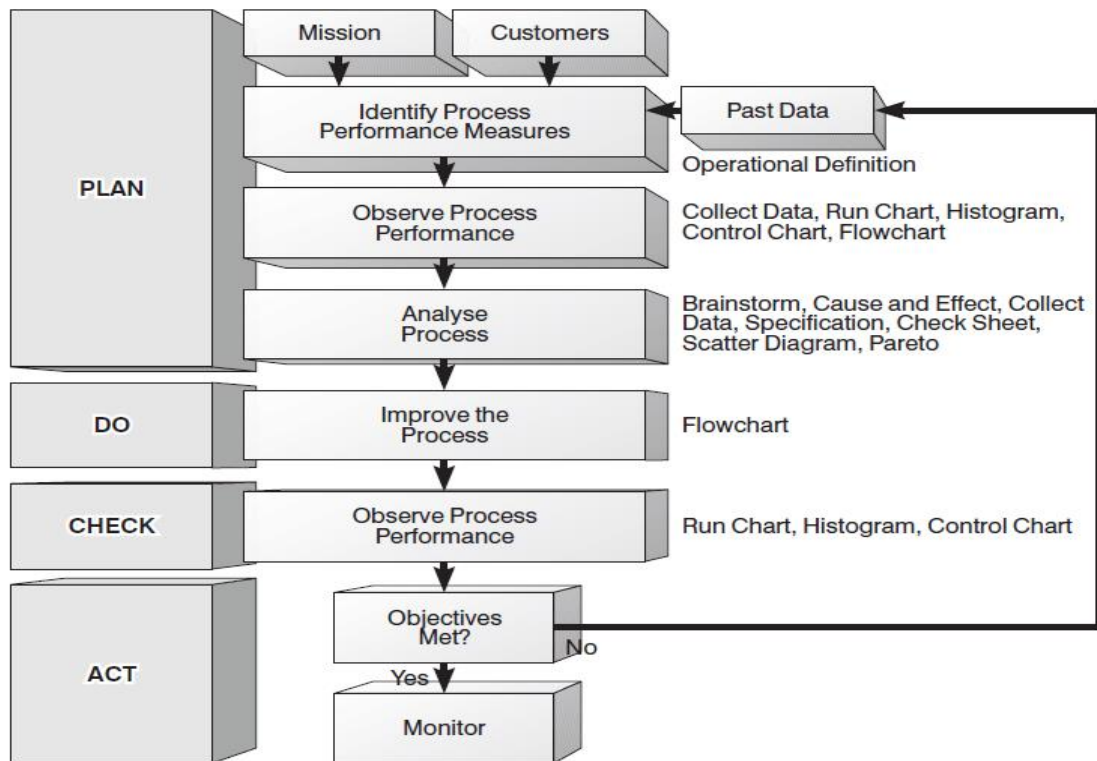 Mission
Customers
Identify Process
Performance Measures
Past Data
Operational Definition
PLAN
Observe Process
Performance
Collect Data, Run Chart, Histogram,
Control Chart, Flowchart
Analyse
Process
Brainstorm, Cause and Effect, Collect
Data, Specification, Check Sheet,
Scatter Diagram, Pareto
DO
Improve the
Process
Flowchart
CHECK
Observe Process
Performance
Run Chart, Histogram, Control Chart
ACT
Objectives
Met?
No
Yes
Monitor